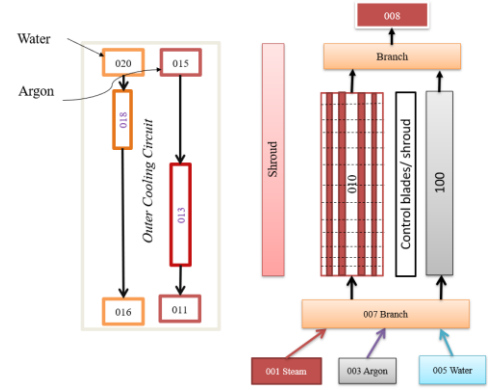 Water
Argon
020
015
018
Outer Cooling Circuit
013
016
011
008
Branch
Shroud
010
Control blades/ shroud
100
007 Branch
001 Steam
003 Argon
005 Water